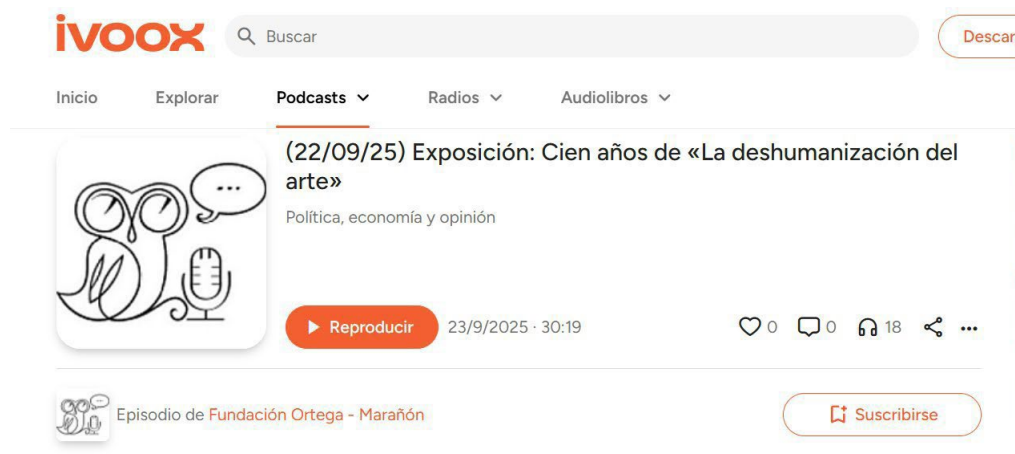 ivoox
Buscar
Descar
Inicio
Explorar
Podcasts
Radios
Audiolibros
(22/09/25) Exposición: Cien años de «La deshumanización del
arte»
Política, economía y opinión
...
Reproducir
23/9/2025 · 30:19
0
0
18
Episodio de Fundación Ortega - Marañón
Suscribirse